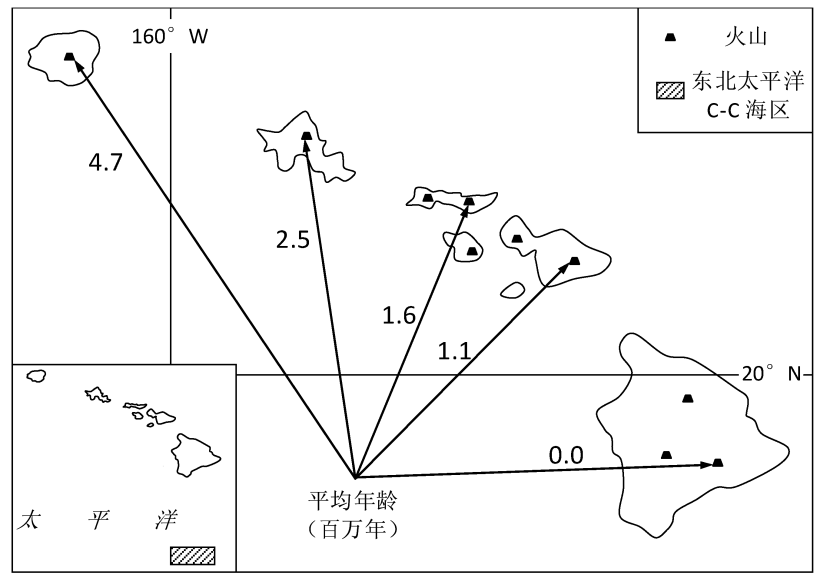 160° W
火山
东北太平洋
C-C 海区
4.7
2.5
1.6
1.1
20° N
0.0
平均年龄
（百万年）
太 平 洋